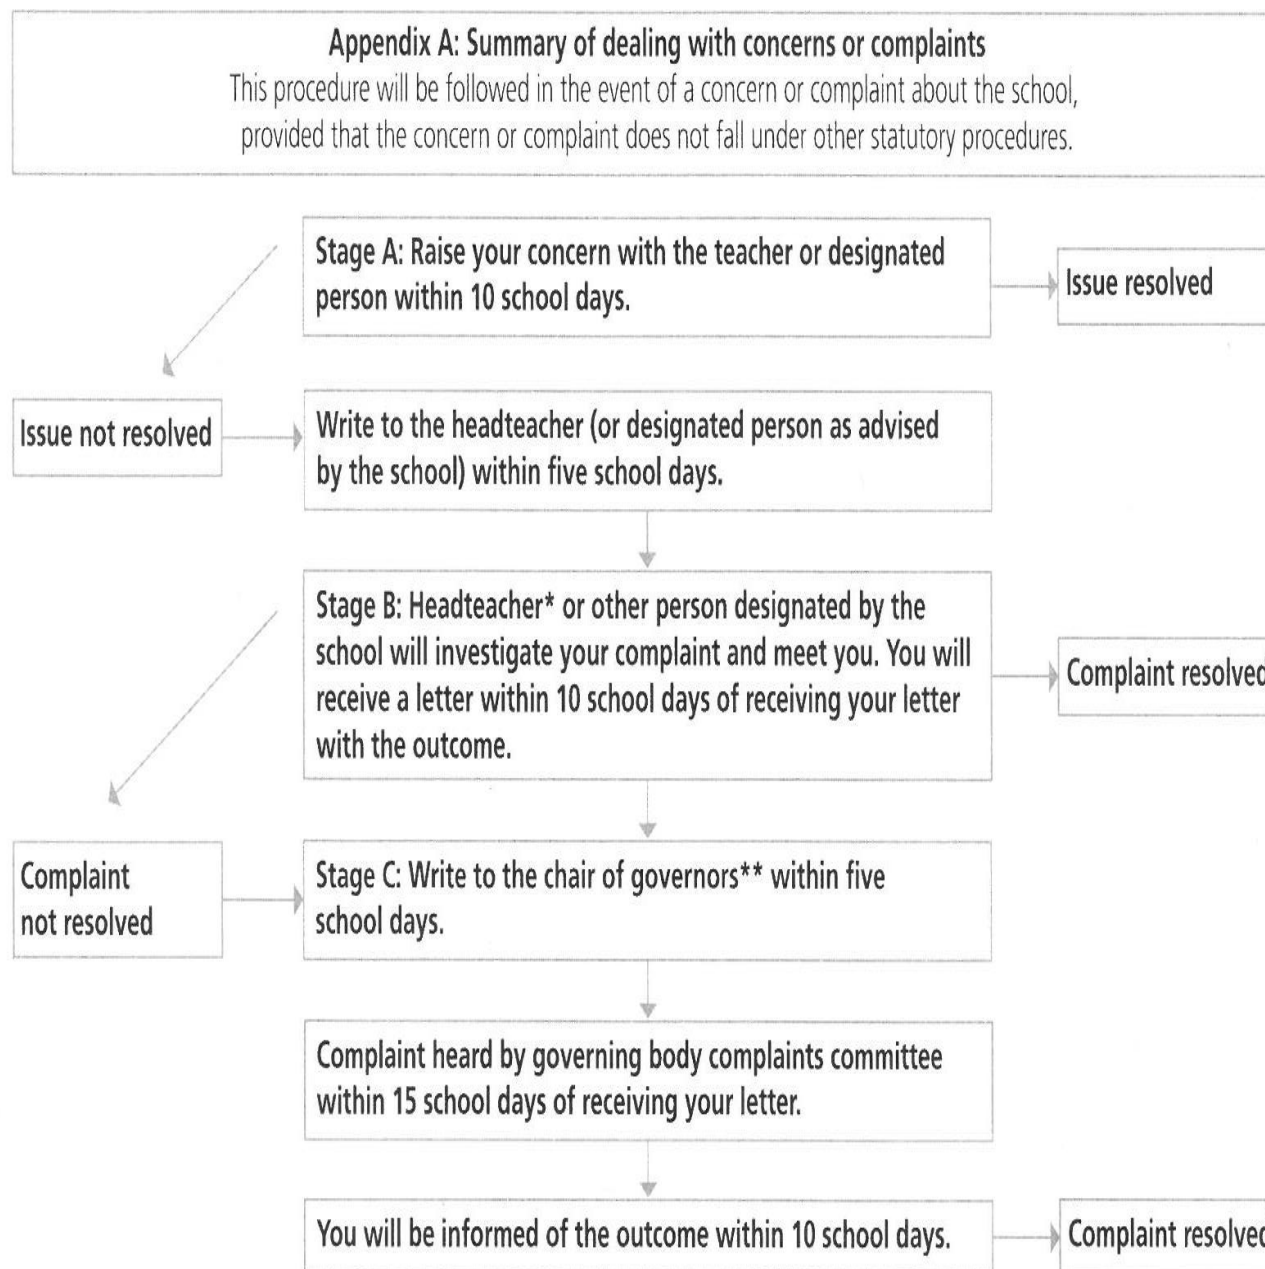 Appendix A: Summary of dealing with concerns or complaints
This procedure will be followed in the event of a concern or complaint about the school,
provided that the concern or complaint does not fall under other statutory procedures.
Stage A: Raise your concern with the teacher or designated
person within 10 school days.
Issue resolved
Issue not resolved
Write to the headteacher (or designated person as advised
by the school) within five school days.
Stage B: Headteacher* or other person designated by the
school will investigate your complaint and meet you. You will
receive a letter within 10 school days of receiving your letter
with the outcome.
Complaint resolved
Complaint
not resolved
Stage C: Write to the chair of governors** within five
school days.
Complaint heard by governing body complaints committee
within 15 school days of receiving your letter.
You will be informed of the outcome within 10 school days.
Complaint resolved